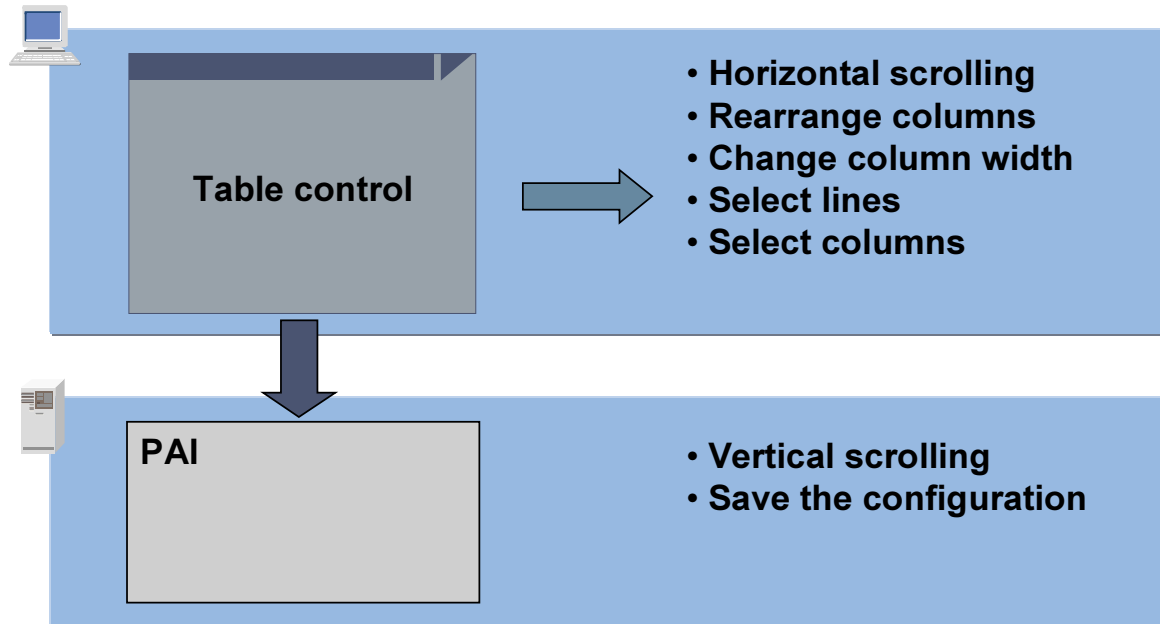 Table control
• Horizontal scrolling
• Rearrange columns
• Change column width
• Select lines
• Select columns
PAI
• Vertical scrolling
• Save the configuration